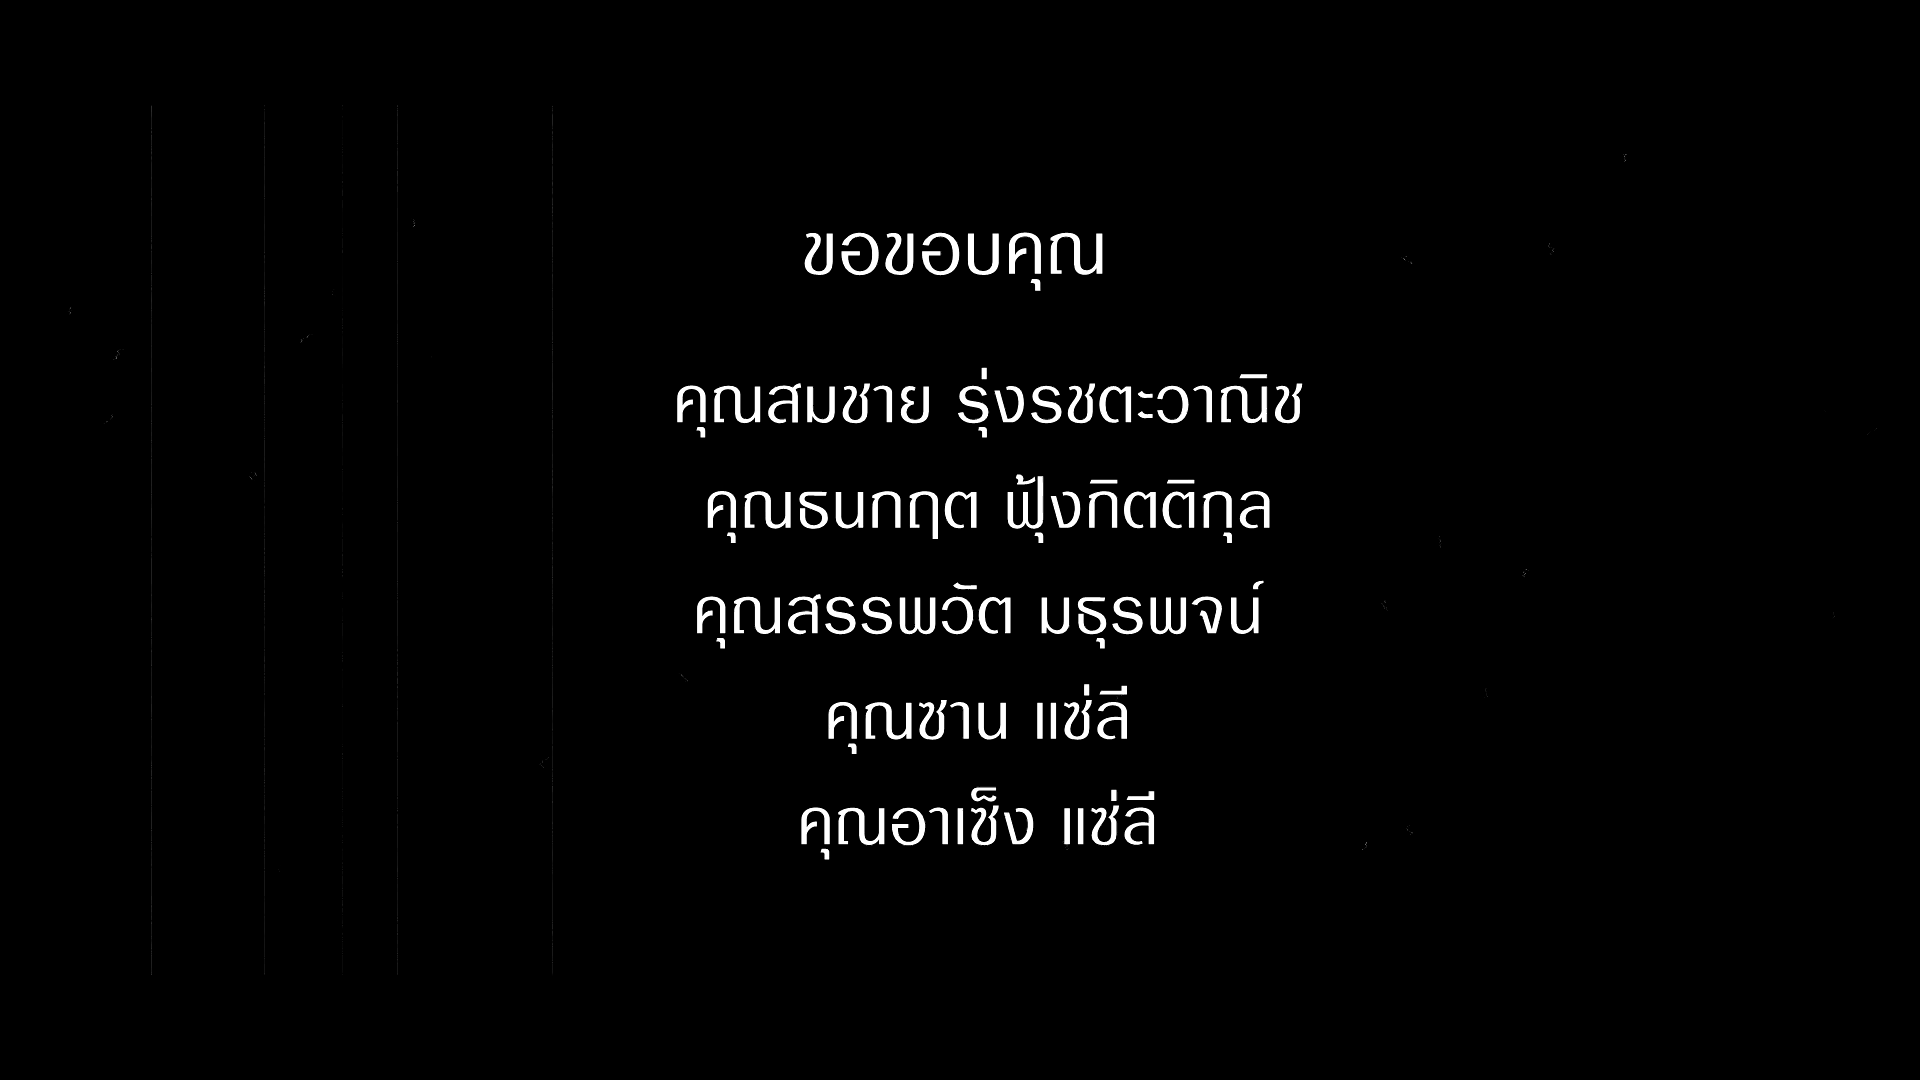 ขอขอบคุณ
คุณสมชาย รุ่งรชตะวาณิช
คุณธนกฤต ฟุ้งกิตติกุล
คุณสรรพวัต มธุรพจน์
คุณซาน แซ่ลี
คุณอาเซ็ง แซ่ลี